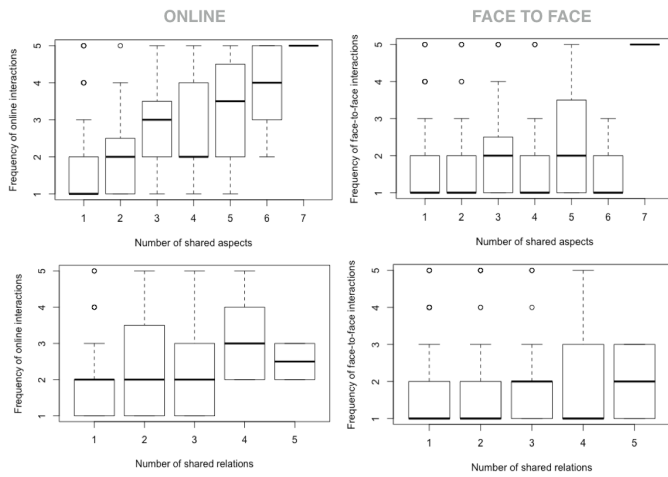 ONLINE
FACE TO FACE
Frequency of online interactions
5
4
3
2
1
1 2 3 4 5 6 7
Number of shared aspects
Frequency of face-to-face interactions
5
4
3
2
1
1 2 3 4 5 6 7
Number of shared aspects
Frequency of online interactions
5
4
3
2
1
1 2 3 4 5
Number of shared relations
Frequency of face-to-face interactions
5
4
3
2
1
1 2 3 4 5
Number of shared relations